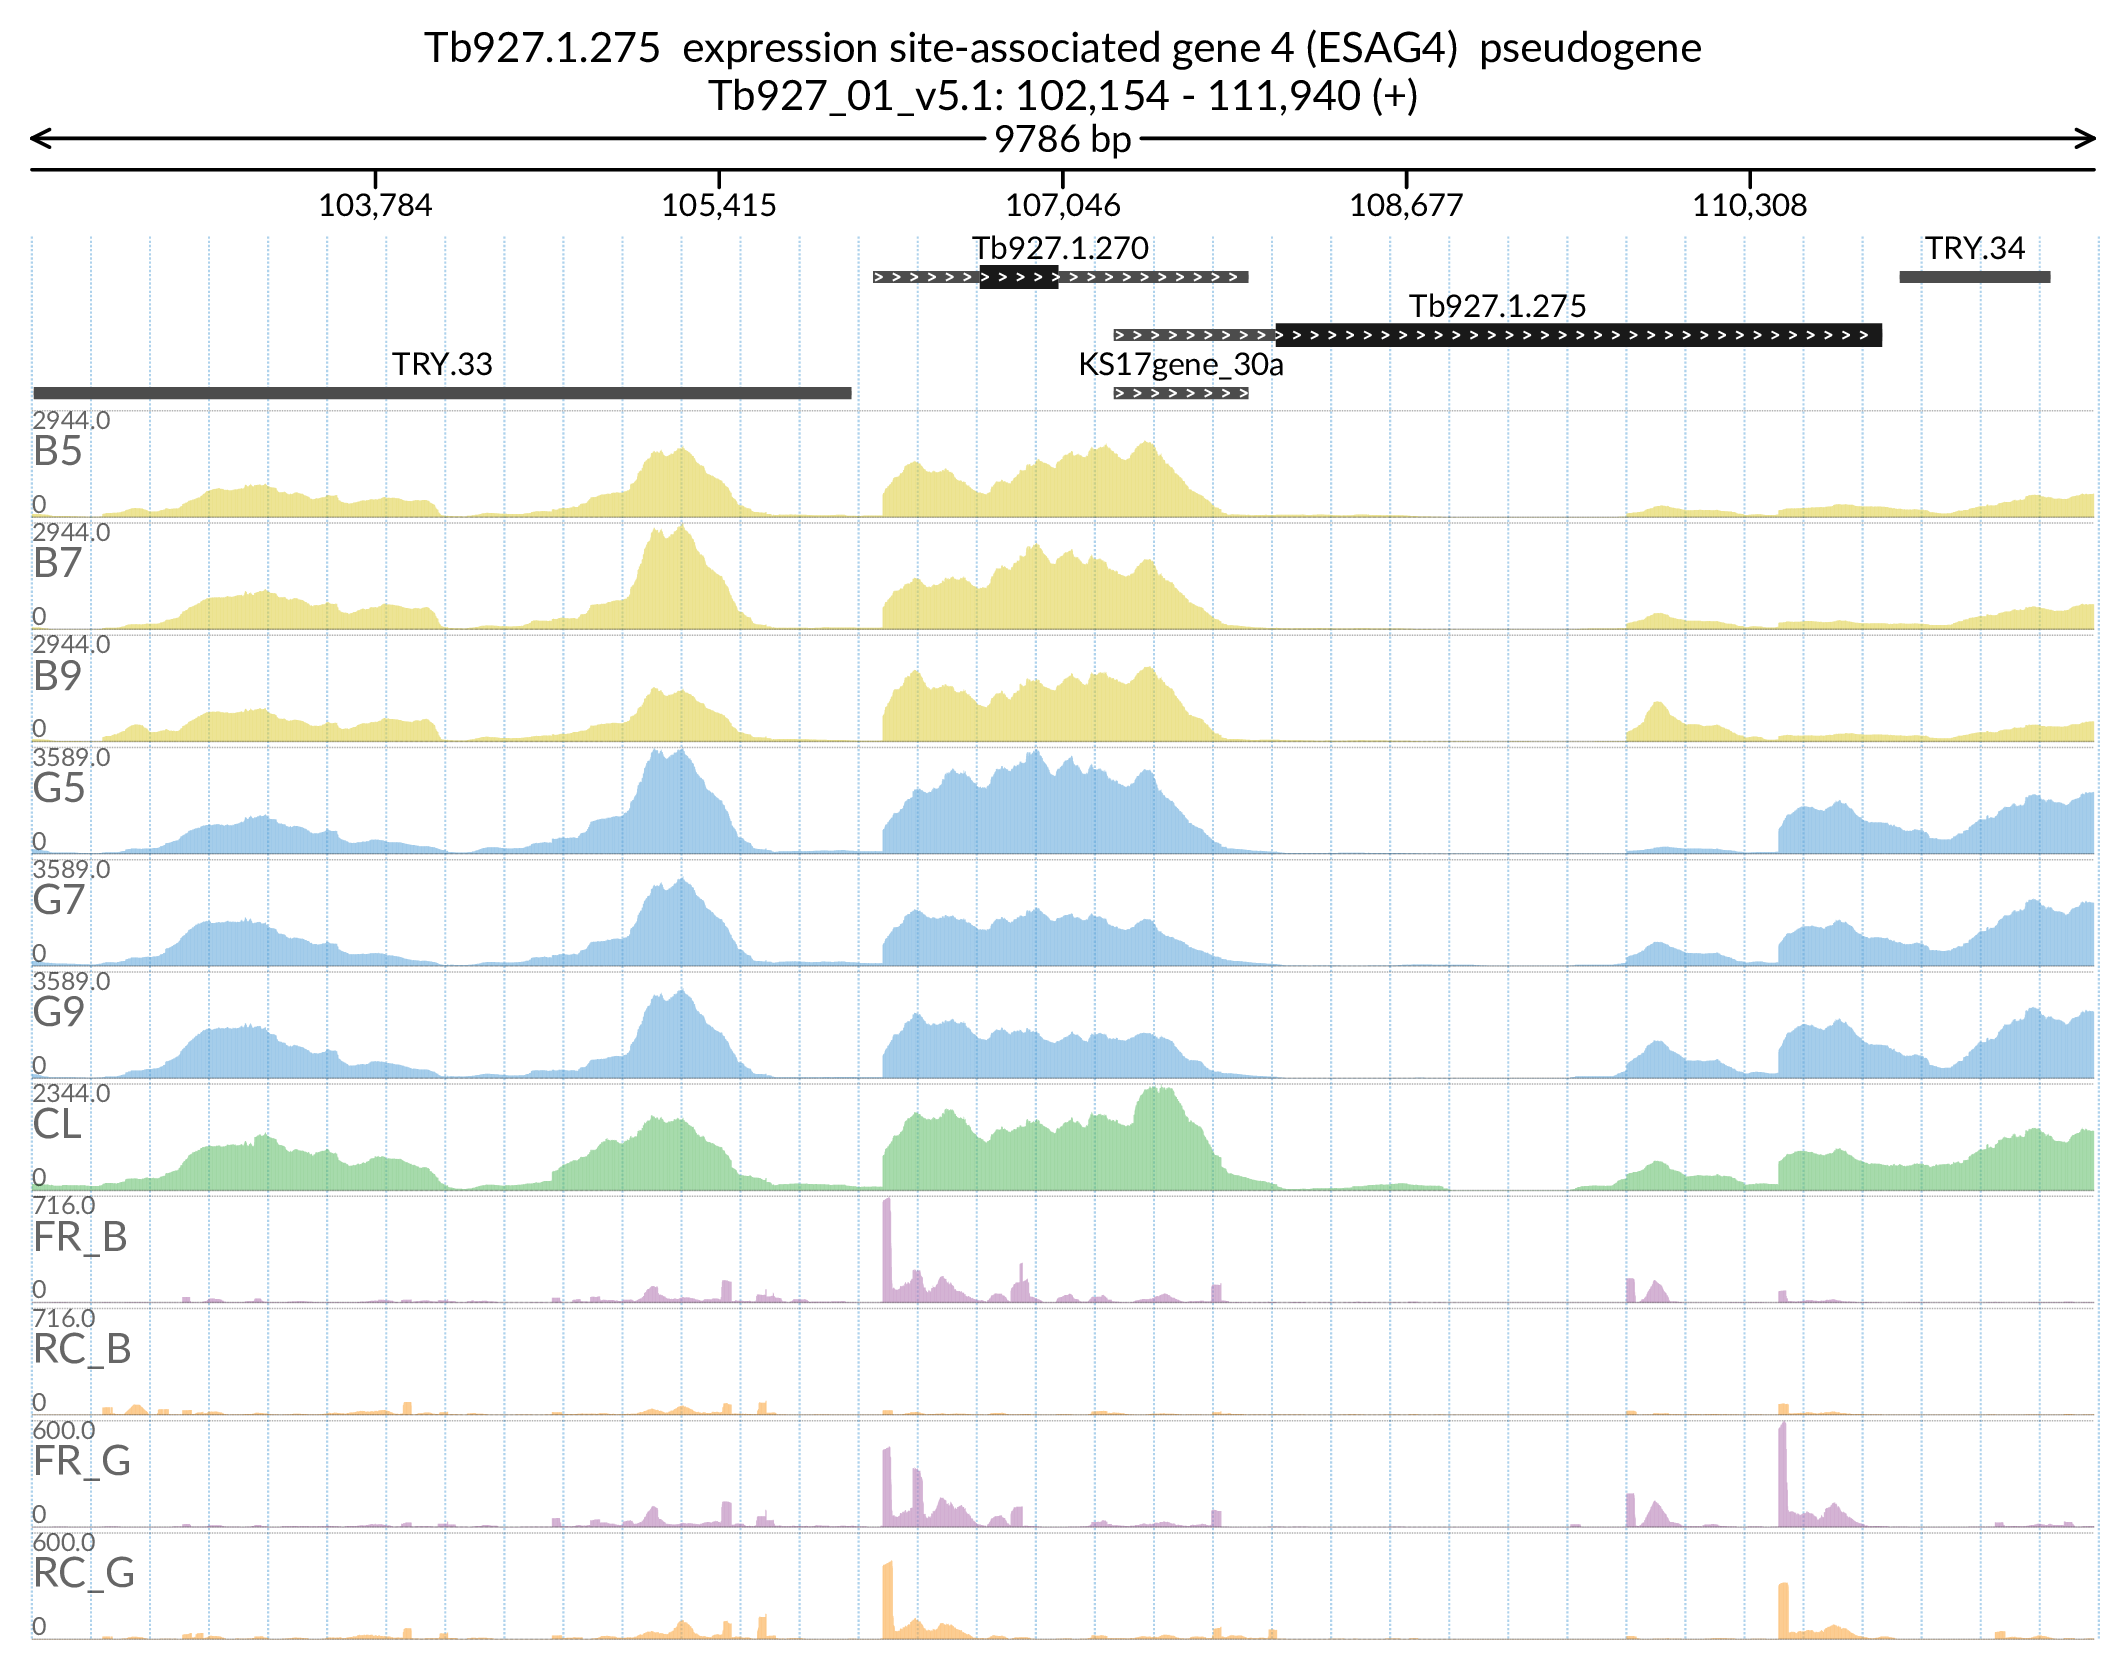 Tb927.1.275  expression site-associated gene 4 (ESAG4)  pseudogene
Tb927_01_v5.1: 102,154 - 111,940 (+)
9786 bp
103,784 105,415 107,046 108,677 110,308
Tb927.1.270 TRY.34
Tb927.1.275
TRY.33 KS17gene_30a
2944.0
B5
0
2944.0
B7
0
2944.0
B9
0
3589.0
G5
0
3589.0
G7
0
3589.0
G9
0
2344.0
CL
0
716.0
FR_B
0
716.0
RC_B
0
600.0
FR_G
0
600.0
RC_G
0